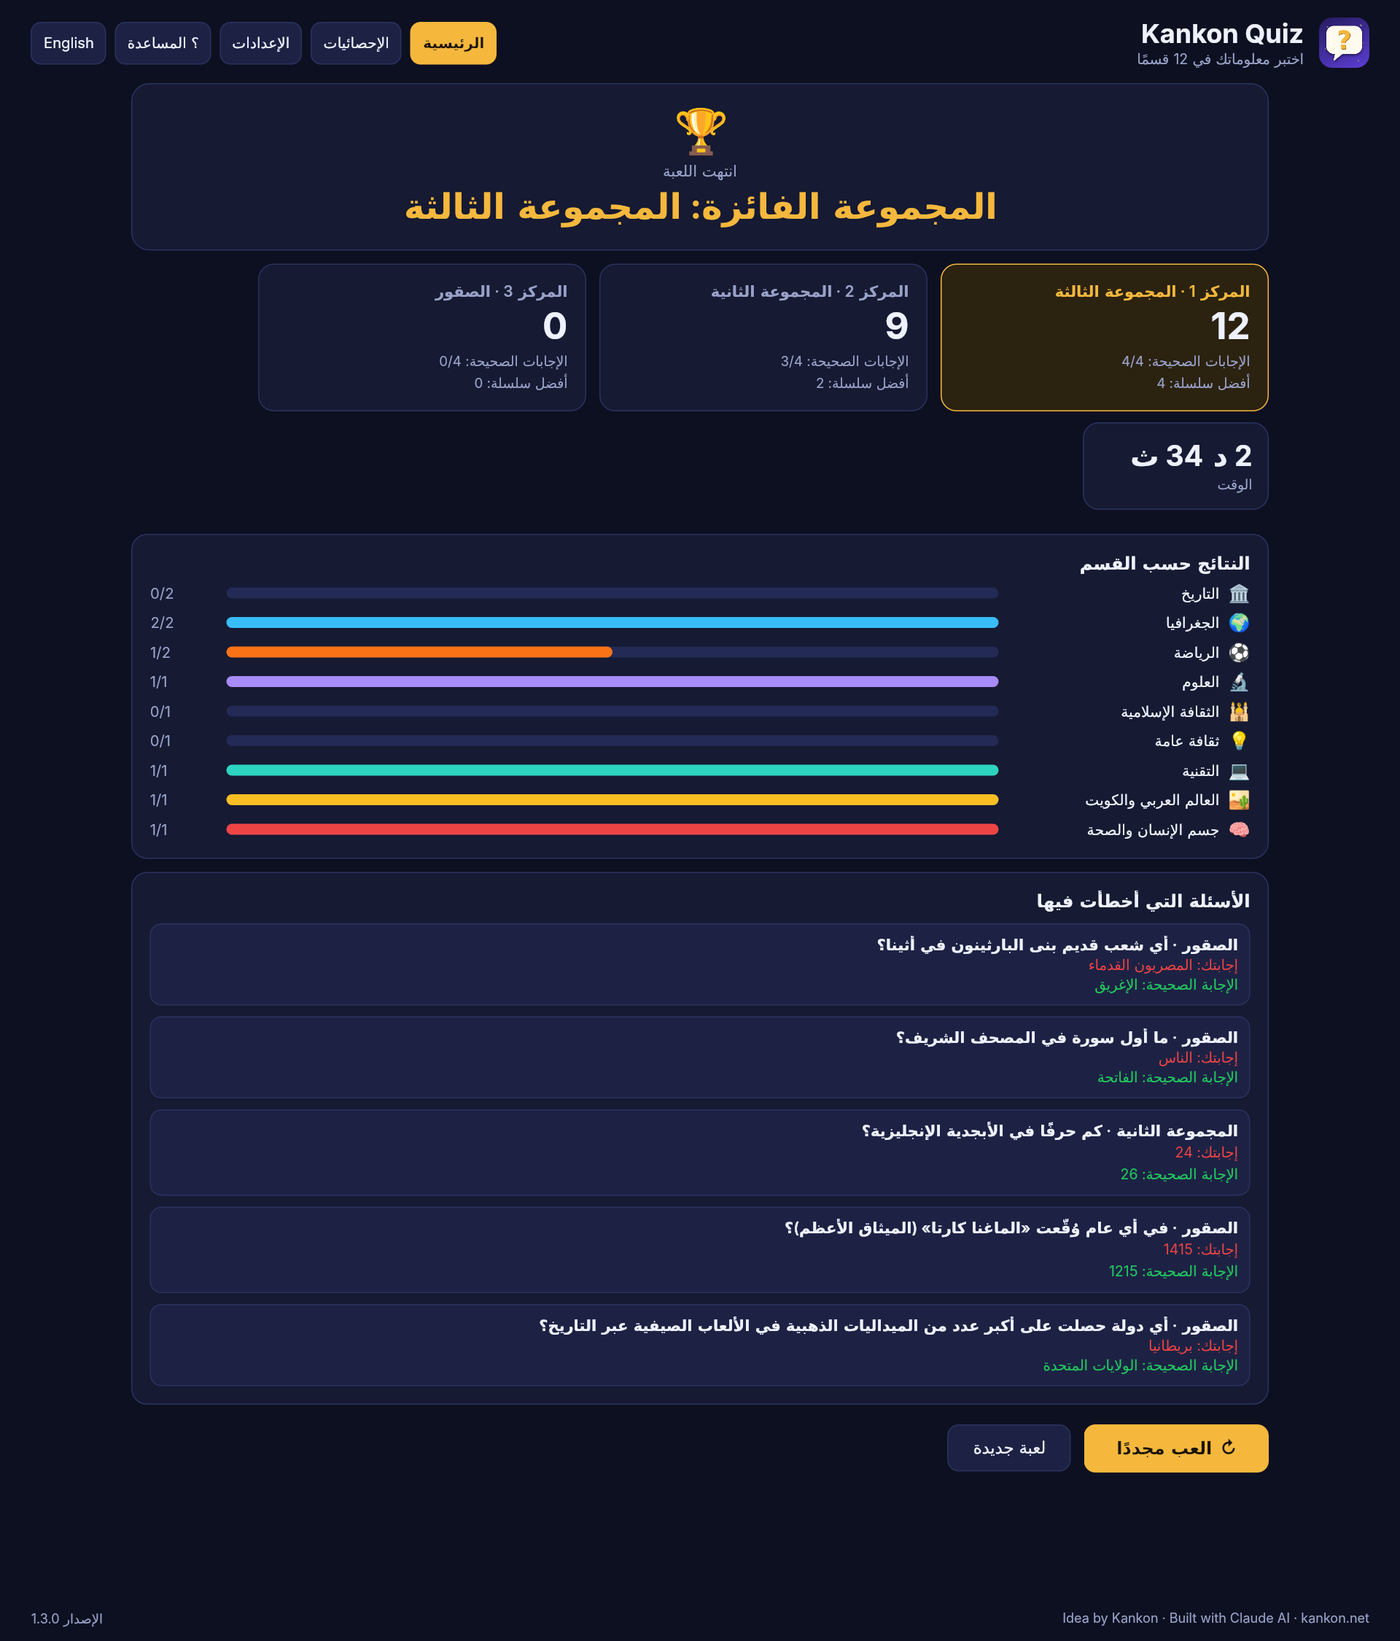 Kankon Quiz
اختبر معلوماتك في 12 قسمًا
الرئيسية
الإحصائيات
الإعدادات
؟ المساعدة
English
انتهت اللعبة
المجموعة الفائزة: المجموعة الثالثة
المركز 1 · المجموعة الثالثة
12
الإجابات الصحيحة: 4/4
أفضل سلسلة: 4
المركز 2 · المجموعة الثانية
9
الإجابات الصحيحة: 3/4
أفضل سلسلة: 2
المركز 3 · الصقور
0
الإجابات الصحيحة: 0/4
أفضل سلسلة: 0
2 د 34 ث
الوقت
النتائج حسب القسم
التاريخ 0/2
الجغرافيا 2/2
الرياضة 1/2
العلوم 1/1
الثقافة الإسلامية 0/1
ثقافة عامة 0/1
التقنية 1/1
العالم العربي والكويت 1/1
جسم الإنسان والصحة 1/1
الأسئلة التي أخطأت فيها
الصقور · أي شعب قديم بنى البارثينون في أثينا؟
إجابتك: المصريون القدماء
الإجابة الصحيحة: الإغريق
الصقور · ما أول سورة في المصحف الشريف؟
إجابتك: الناس
الإجابة الصحيحة: الفاتحة
المجموعة الثانية · كم حرفًا في الأبجدية الإنجليزية؟
إجابتك: 24
الإجابة الصحيحة: 26
الصقور · في أي عام وُقّعت «الماغنا كارتا» (الميثاق الأعظم)؟
إجابتك: 1415
الإجابة الصحيحة: 1215
الصقور · أي دولة حصلت على أكبر عدد من الميداليات الذهبية في الألعاب الصيفية عبر التاريخ؟
إجابتك: بريطانيا
الإجابة الصحيحة: الولايات المتحدة
↻ العب مجددًا
لعبة جديدة
Idea by Kankon · Built with Claude AI · kankon.net
الإصدار 1.3.0